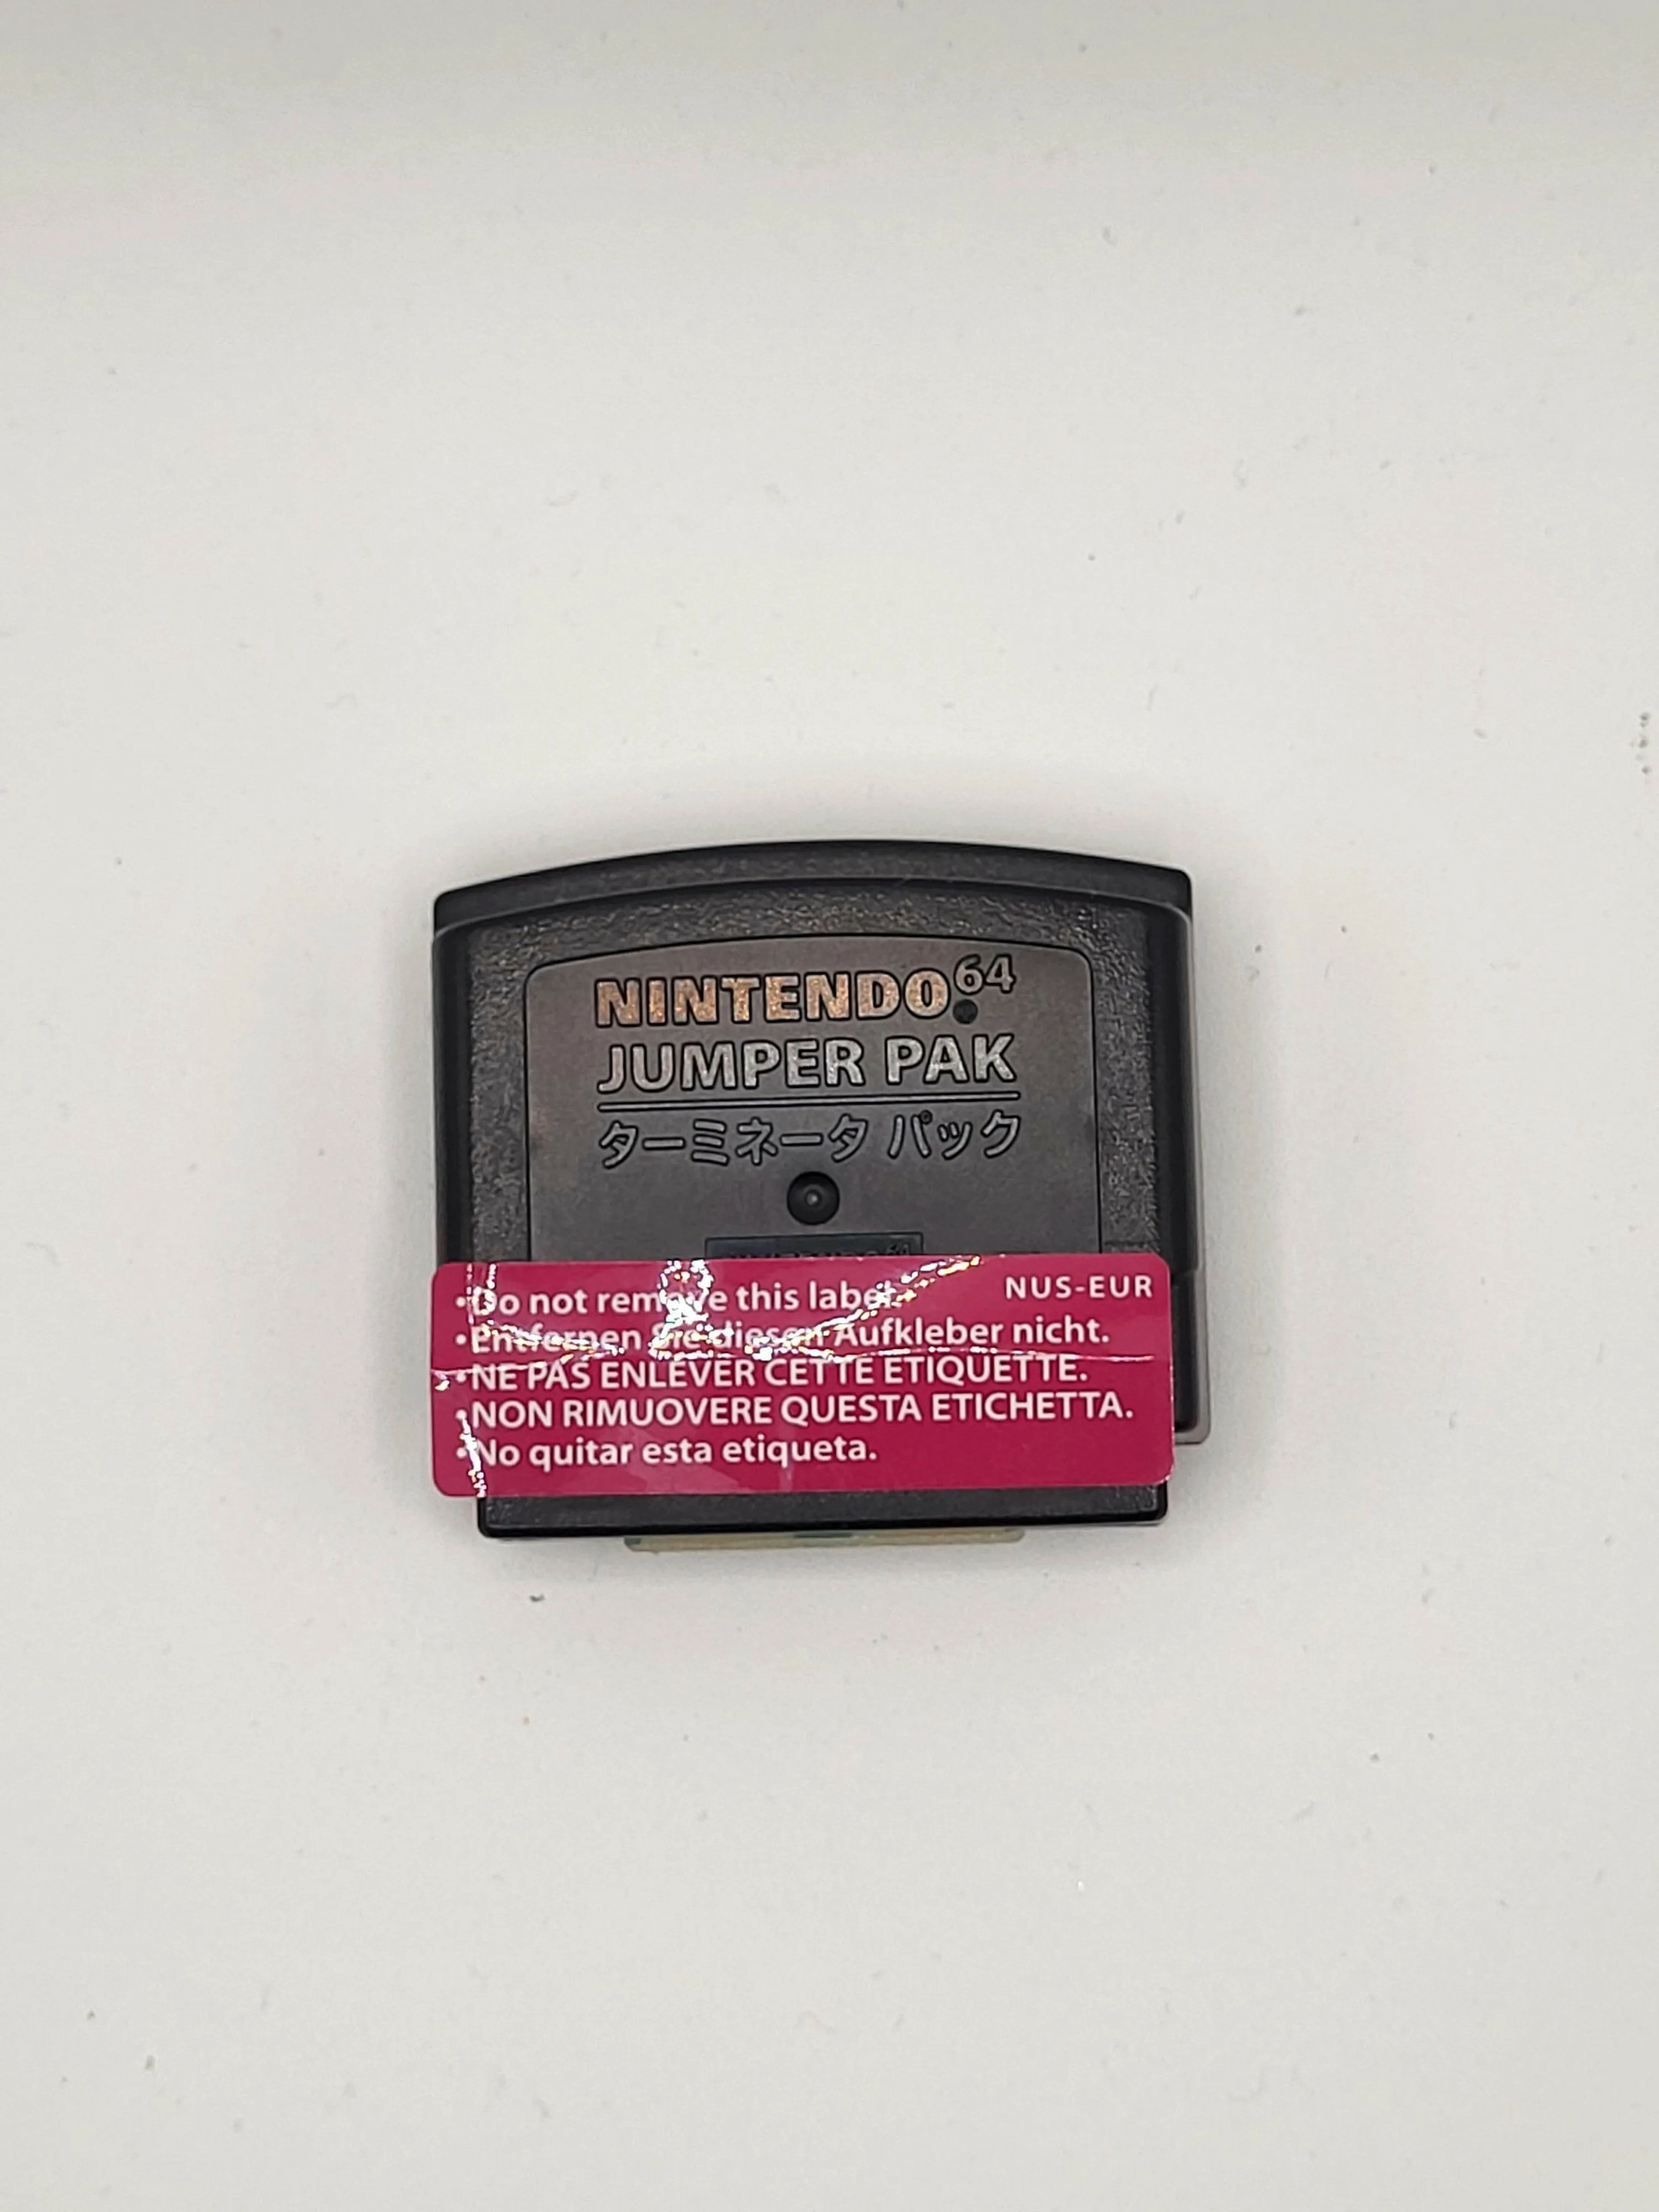 NINTENDO64
JUMPER PAK
ターミネータ パック
•Do not remove this label. NUS-EUR
•Entfernen Sie diesen Aufkleber nicht.
•NE PAS ENLEVER CETTE ETIQUETTE.
•NON RIMUOVERE QUESTA ETICHETTA.
•No quitar esta etiqueta.